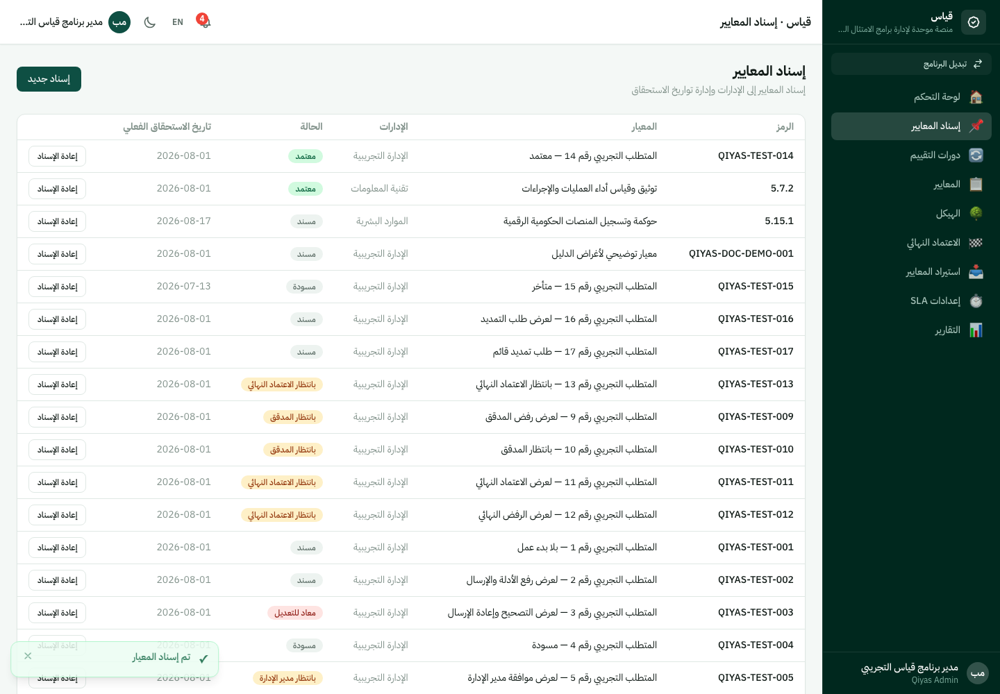 قياس
منصة موحدة لإدارة برامج الامتثال الـ...
تبديل البرنامج
لوحة التحكم
إسناد المعايير
دورات التقييم
المعايير
الهيكل
الاعتماد النهائي
استيراد المعايير
إعدادات SLA
التقارير
مب
مدير برنامج قياس التجريبي
Qiyas Admin
قياس · إسناد المعايير
4
EN
مب
مدير برنامج قياس التـ...
إسناد المعايير
إسناد المعايير إلى الإدارات وإدارة تواريخ الاستحقاق
إسناد جديد
الرمز المعيار الإدارات الحالة تاريخ الاستحقاق الفعلي
QIYAS-TEST-014 المتطلب التجريبي رقم 14 — معتمد الإدارة التجريبية معتمد 2026-08-01 إعادة الإسناد
5.7.2 توثيق وقياس أداء العمليات والإجراءات تقنية المعلومات معتمد 2026-08-01 إعادة الإسناد
5.15.1 حوكمة وتسجيل المنصات الحكومية الرقمية الموارد البشرية مسند 2026-08-17 إعادة الإسناد
QIYAS-DOC-DEMO-001 معيار توضيحي لأغراض الدليل الإدارة التجريبية مسند 2026-08-01 إعادة الإسناد
QIYAS-TEST-015 المتطلب التجريبي رقم 15 — متأخر الإدارة التجريبية مسودة 2026-07-13 إعادة الإسناد
QIYAS-TEST-016 المتطلب التجريبي رقم 16 — لعرض طلب التمديد الإدارة التجريبية مسند 2026-08-01 إعادة الإسناد
QIYAS-TEST-017 المتطلب التجريبي رقم 17 — طلب تمديد قائم الإدارة التجريبية مسند 2026-08-01 إعادة الإسناد
QIYAS-TEST-013 المتطلب التجريبي رقم 13 — بانتظار الاعتماد النهائي الإدارة التجريبية بانتظار الاعتماد النهائي 2026-08-01 إعادة الإسناد
QIYAS-TEST-009 المتطلب التجريبي رقم 9 — لعرض رفض المدقق الإدارة التجريبية بانتظار المدقق 2026-08-01 إعادة الإسناد
QIYAS-TEST-010 المتطلب التجريبي رقم 10 — بانتظار المدقق الإدارة التجريبية بانتظار المدقق 2026-08-01 إعادة الإسناد
QIYAS-TEST-011 المتطلب التجريبي رقم 11 — لعرض الاعتماد النهائي الإدارة التجريبية بانتظار الاعتماد النهائي 2026-08-01 إعادة الإسناد
QIYAS-TEST-012 المتطلب التجريبي رقم 12 — لعرض الرفض النهائي الإدارة التجريبية بانتظار الاعتماد النهائي 2026-08-01 إعادة الإسناد
QIYAS-TEST-001 المتطلب التجريبي رقم 1 — بلا بدء عمل الإدارة التجريبية مسند 2026-08-01 إعادة الإسناد
QIYAS-TEST-002 المتطلب التجريبي رقم 2 — لعرض رفع الأدلة والإرسال الإدارة التجريبية مسند 2026-08-01 إعادة الإسناد
QIYAS-TEST-003 المتطلب التجريبي رقم 3 — لعرض التصحيح وإعادة الإرسال الإدارة التجريبية معاد للتعديل 2026-08-01 إعادة الإسناد
QIYAS-TEST-004 المتطلب التجريبي رقم 4 — مسودة الإدارة التجريبية مسودة 2026-08-01 إعادة الإسناد
QIYAS-TEST-005 المتطلب التجريبي رقم 5 — لعرض موافقة مدير الإدارة الإدارة التجريبية بانتظار مدير الإدارة 2026-08-01 إعادة الإسناد
تم إسناد المعيار